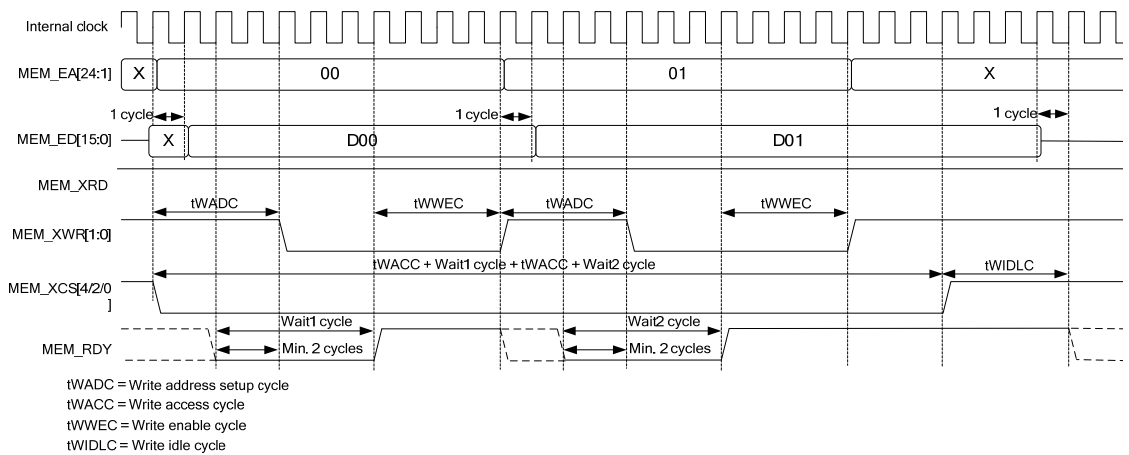 Internal clock
MEM_EA[24:1] X 00 01 X
1 cycle 1 cycle 1 cycle
MEM_ED[15:0] X D00 D01
MEM_XRD
tWADC tWWEC tWADC tWWEC
MEM_XWR[1:0]
tWACC + Wait1 cycle + tWACC + Wait2 cycle tWIDLC
MEM_XCS[4/2/0
]
Wait1 cycle Wait2 cycle
MEM_RDY Min. 2 cycles Min. 2 cycles
tWADC = Write address setup cycle
tWACC = Write access cycle
tWWEC = Write enable cycle
tWIDLC = Write idle cycle